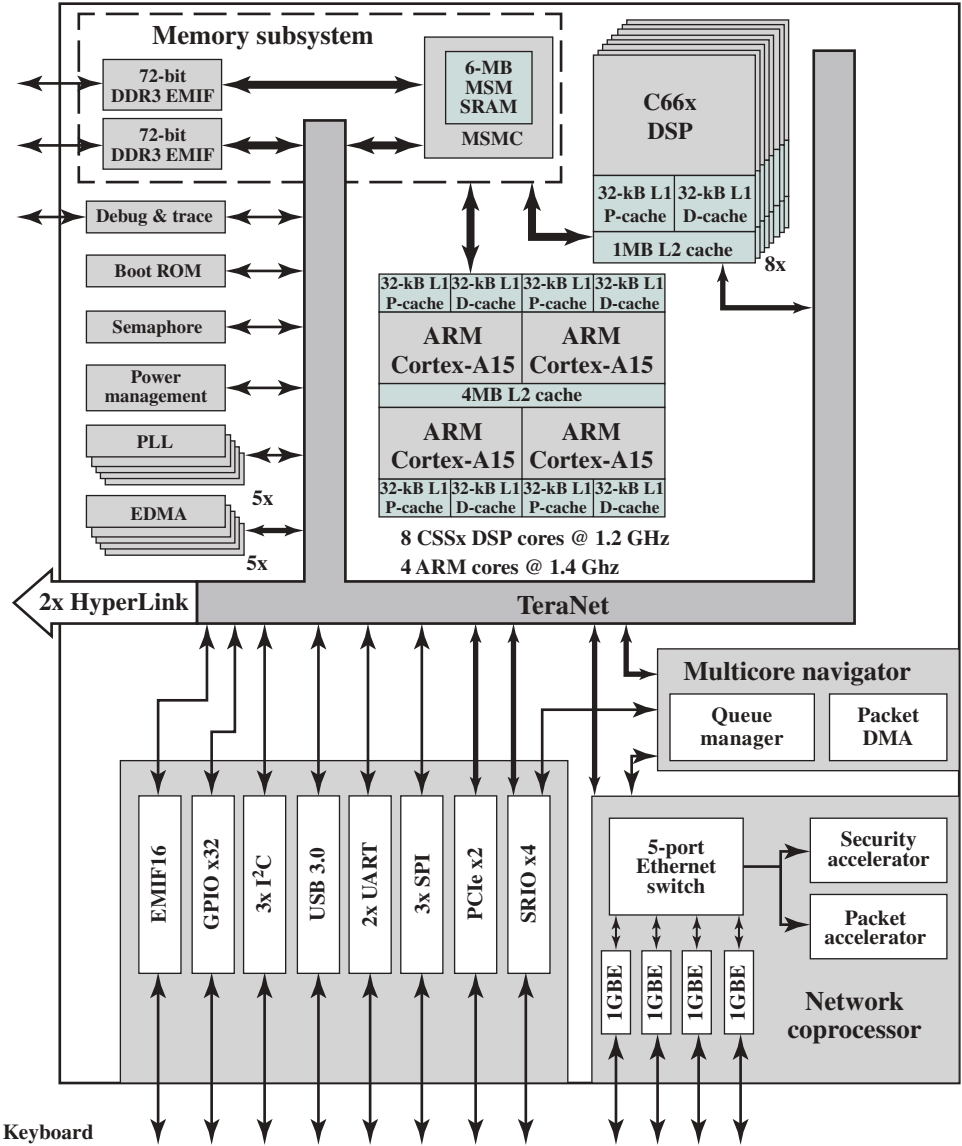 Memory subsystem
72-bit
DDR3 EMIF
72-bit
DDR3 EMIF
6-MB
MSM
SRAM
MSMC
C66x
DSP
32-kB L1
P-cache
32-kB L1
D-cache
1MB L2 cache
8x
Debug & trace
Boot ROM
Semaphore
Power
management
PLL
5x
EDMA
5x
32-kB L1
P-cache
32-kB L1
D-cache
32-kB L1
P-cache
32-kB L1
D-cache
ARM
Cortex-A15
ARM
Cortex-A15
4MB L2 cache
ARM
Cortex-A15
ARM
Cortex-A15
32-kB L1
P-cache
32-kB L1
D-cache
32-kB L1
P-cache
32-kB L1
D-cache
8 CSSx DSP cores @ 1.2 GHz
4 ARM cores @ 1.4 Ghz
2x HyperLink
TeraNet
Multicore navigator
Queue
manager
Packet
DMA
EMIF16
GPIO x32
3x I²C
USB 3.0
2x UART
3x SPI
PCIe x2
SRIO x4
5-port
Ethernet
switch
Security
accelerator
Packet
accelerator
1GBE
1GBE
1GBE
1GBE
Network
coprocessor
Keyboard